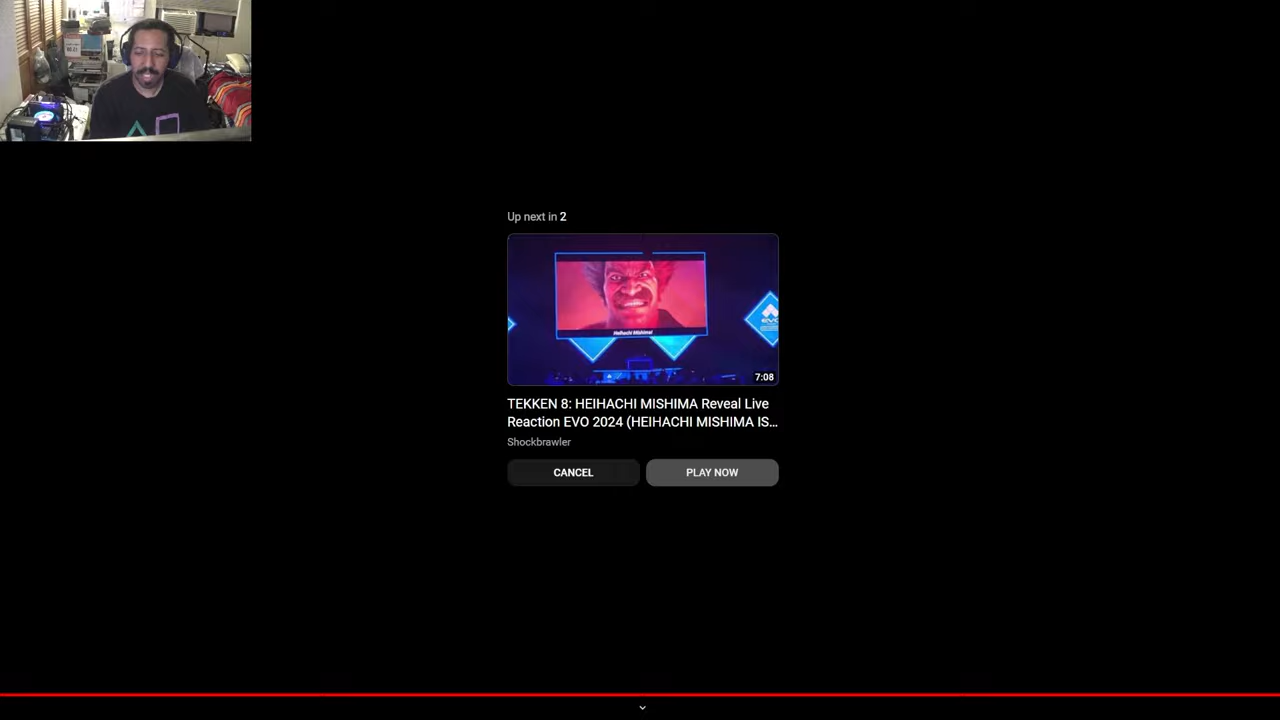 Up next in 2
Heihachi Mishima!
EVO
7:08
TEKKEN 8: HEIHACHI MISHIMA Reveal Live
Reaction EVO 2024 (HEIHACHI MISHIMA IS...
Shockbrawler
CANCEL
PLAY NOW